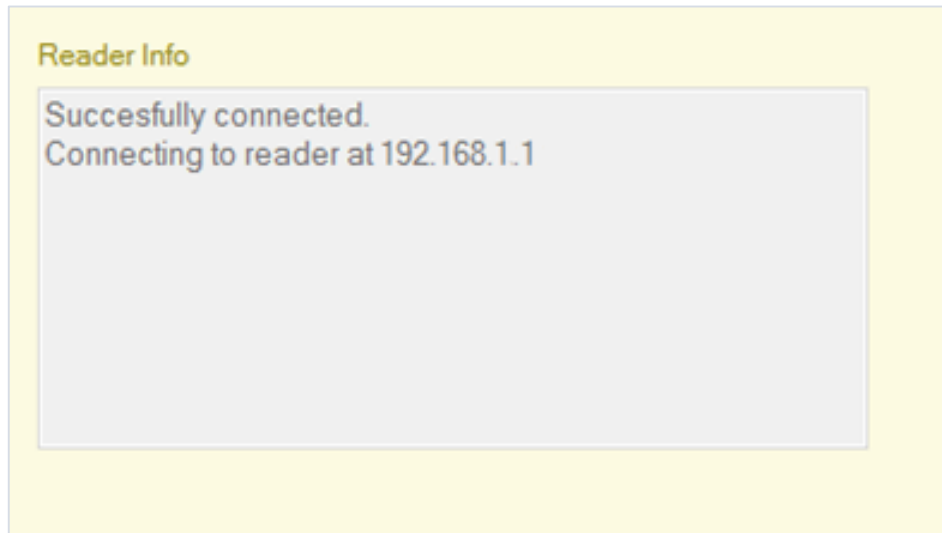 Reader Info
Succesfully connected.
Connecting to reader at 192.168.1.1